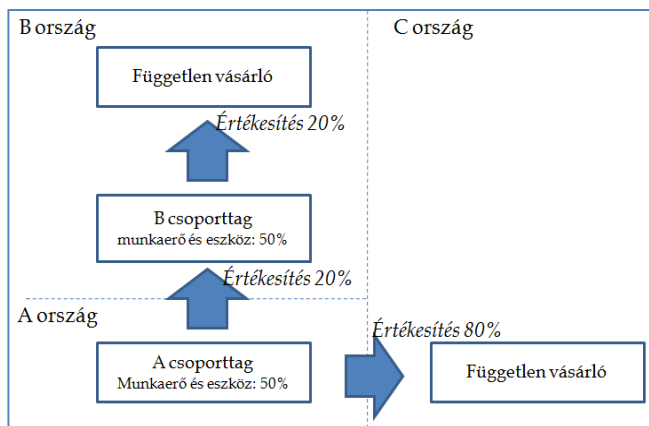 B ország
C ország
Független vásárló
Értékesítés 20%
B csoporttag
munkaerő és eszköz: 50%
Értékesítés 20%
A ország
Értékesítés 80%
A csoporttag
Munkaerő és eszköz: 50%
Független vásárló